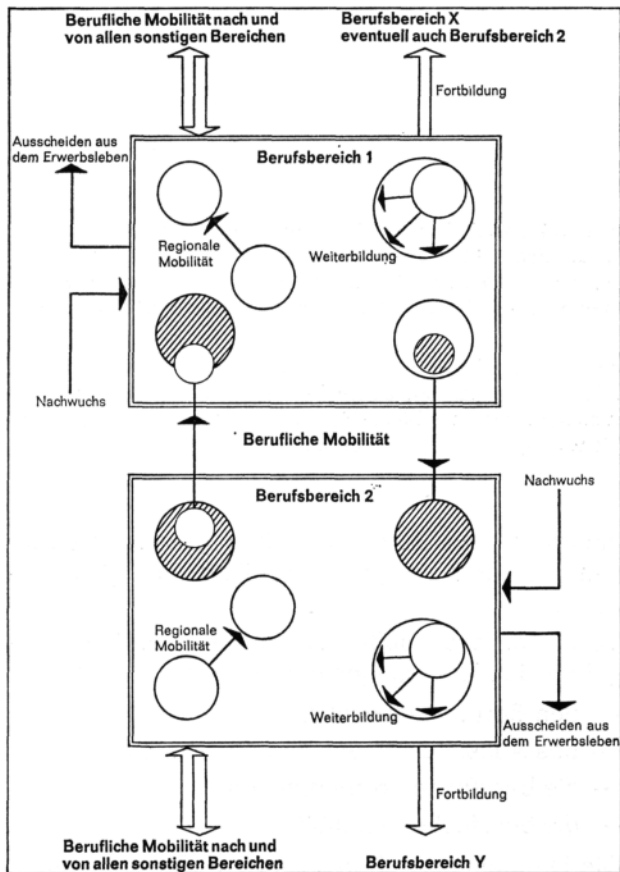 Berufliche Mobilität nach und
von allen sonstigen Bereichen
Berufsbereich X
eventuell auch Berufsbereich 2
Fortbildung
Ausscheiden aus
dem Erwerbsleben
Berufsbereich 1
Regionale
Mobilität
Weiterbildung
Nachwuchs
Berufliche Mobilität
Berufsbereich 2
Nachwuchs
Regionale
Mobilität
Weiterbildung
Ausscheiden aus
dem Erwerbsleben
Fortbildung
Berufliche Mobilität nach und
von allen sonstigen Bereichen
Berufsbereich Y